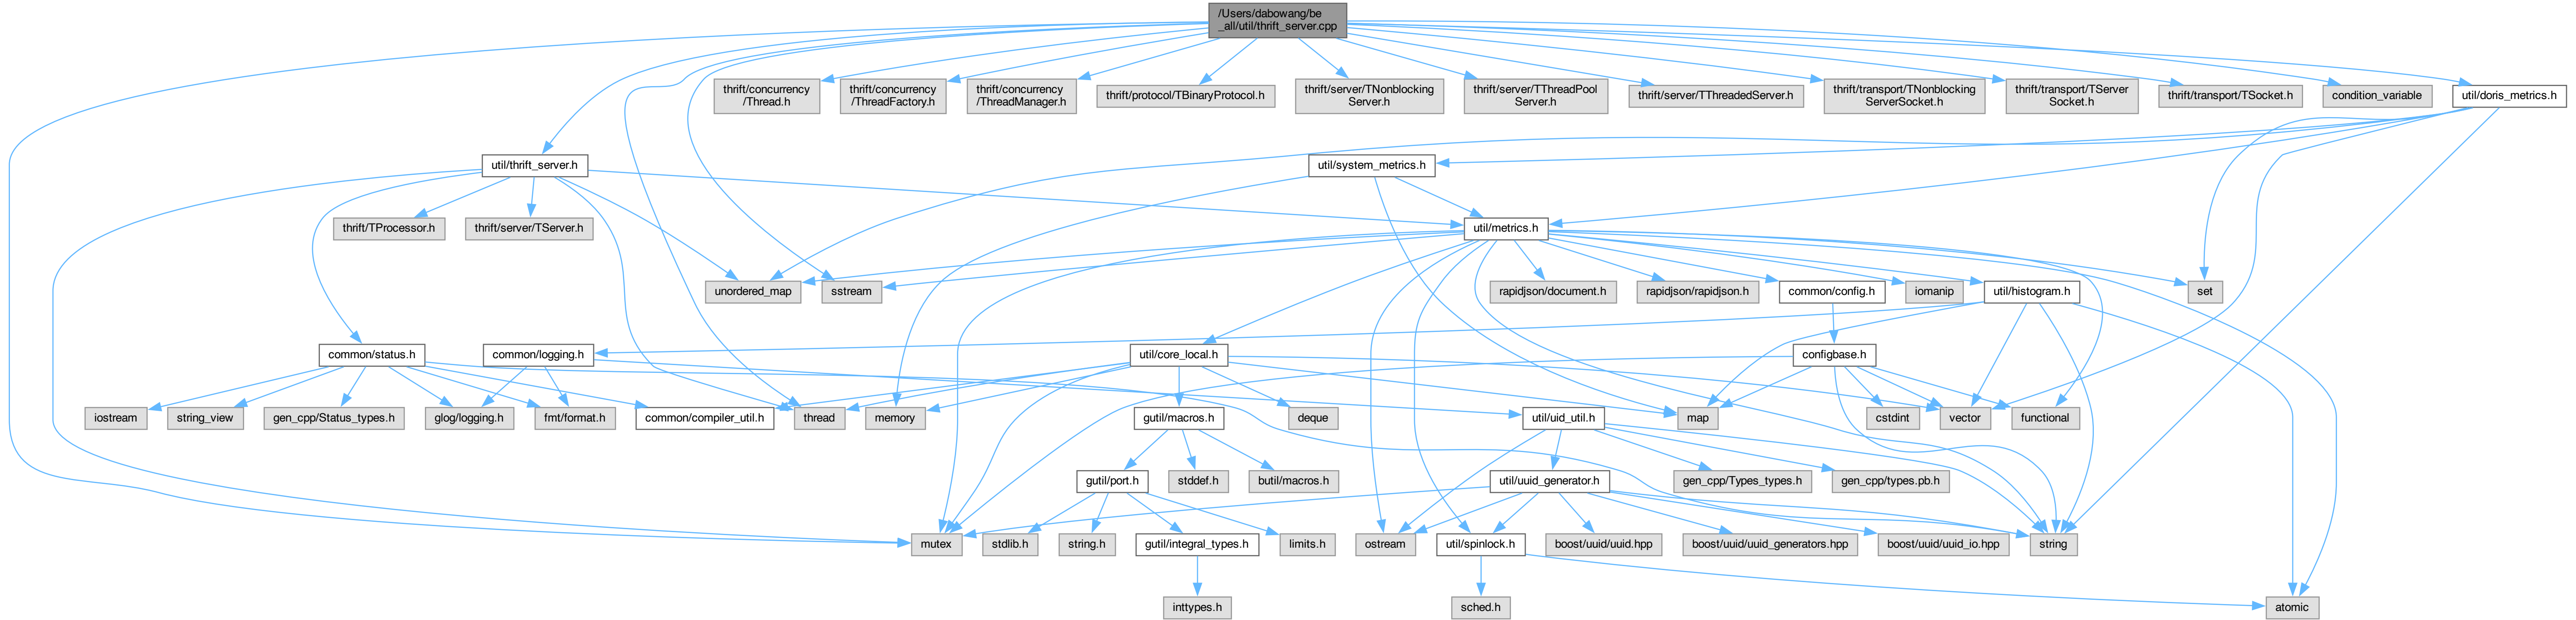 /Users/dabowang/be
_all/util/thrift_server.cpp
thrift/concurrency
/Thread.h
thrift/concurrency
/ThreadFactory.h
thrift/concurrency
/ThreadManager.h
thrift/protocol/TBinaryProtocol.h
thrift/server/TNonblocking
Server.h
thrift/server/TThreadPool
Server.h
thrift/server/TThreadedServer.h
thrift/transport/TNonblocking
ServerSocket.h
thrift/transport/TServer
Socket.h
thrift/transport/TSocket.h
condition_variable
util/doris_metrics.h
util/thrift_server.h
util/system_metrics.h
thrift/TProcessor.h
thrift/server/TServer.h
util/metrics.h
unordered_map
sstream
rapidjson/document.h
rapidjson/rapidjson.h
common/config.h
iomanip
util/histogram.h
set
common/status.h
common/logging.h
util/core_local.h
configbase.h
iostream
string_view
gen_cpp/Status_types.h
glog/logging.h
fmt/format.h
common/compiler_util.h
thread
memory
gutil/macros.h
deque
util/uid_util.h
map
cstdint
vector
functional
gutil/port.h
stddef.h
butil/macros.h
util/uuid_generator.h
gen_cpp/Types_types.h
gen_cpp/types.pb.h
mutex
stdlib.h
string.h
gutil/integral_types.h
limits.h
ostream
util/spinlock.h
boost/uuid/uuid.hpp
boost/uuid/uuid_generators.hpp
boost/uuid/uuid_io.hpp
string
inttypes.h
sched.h
atomic